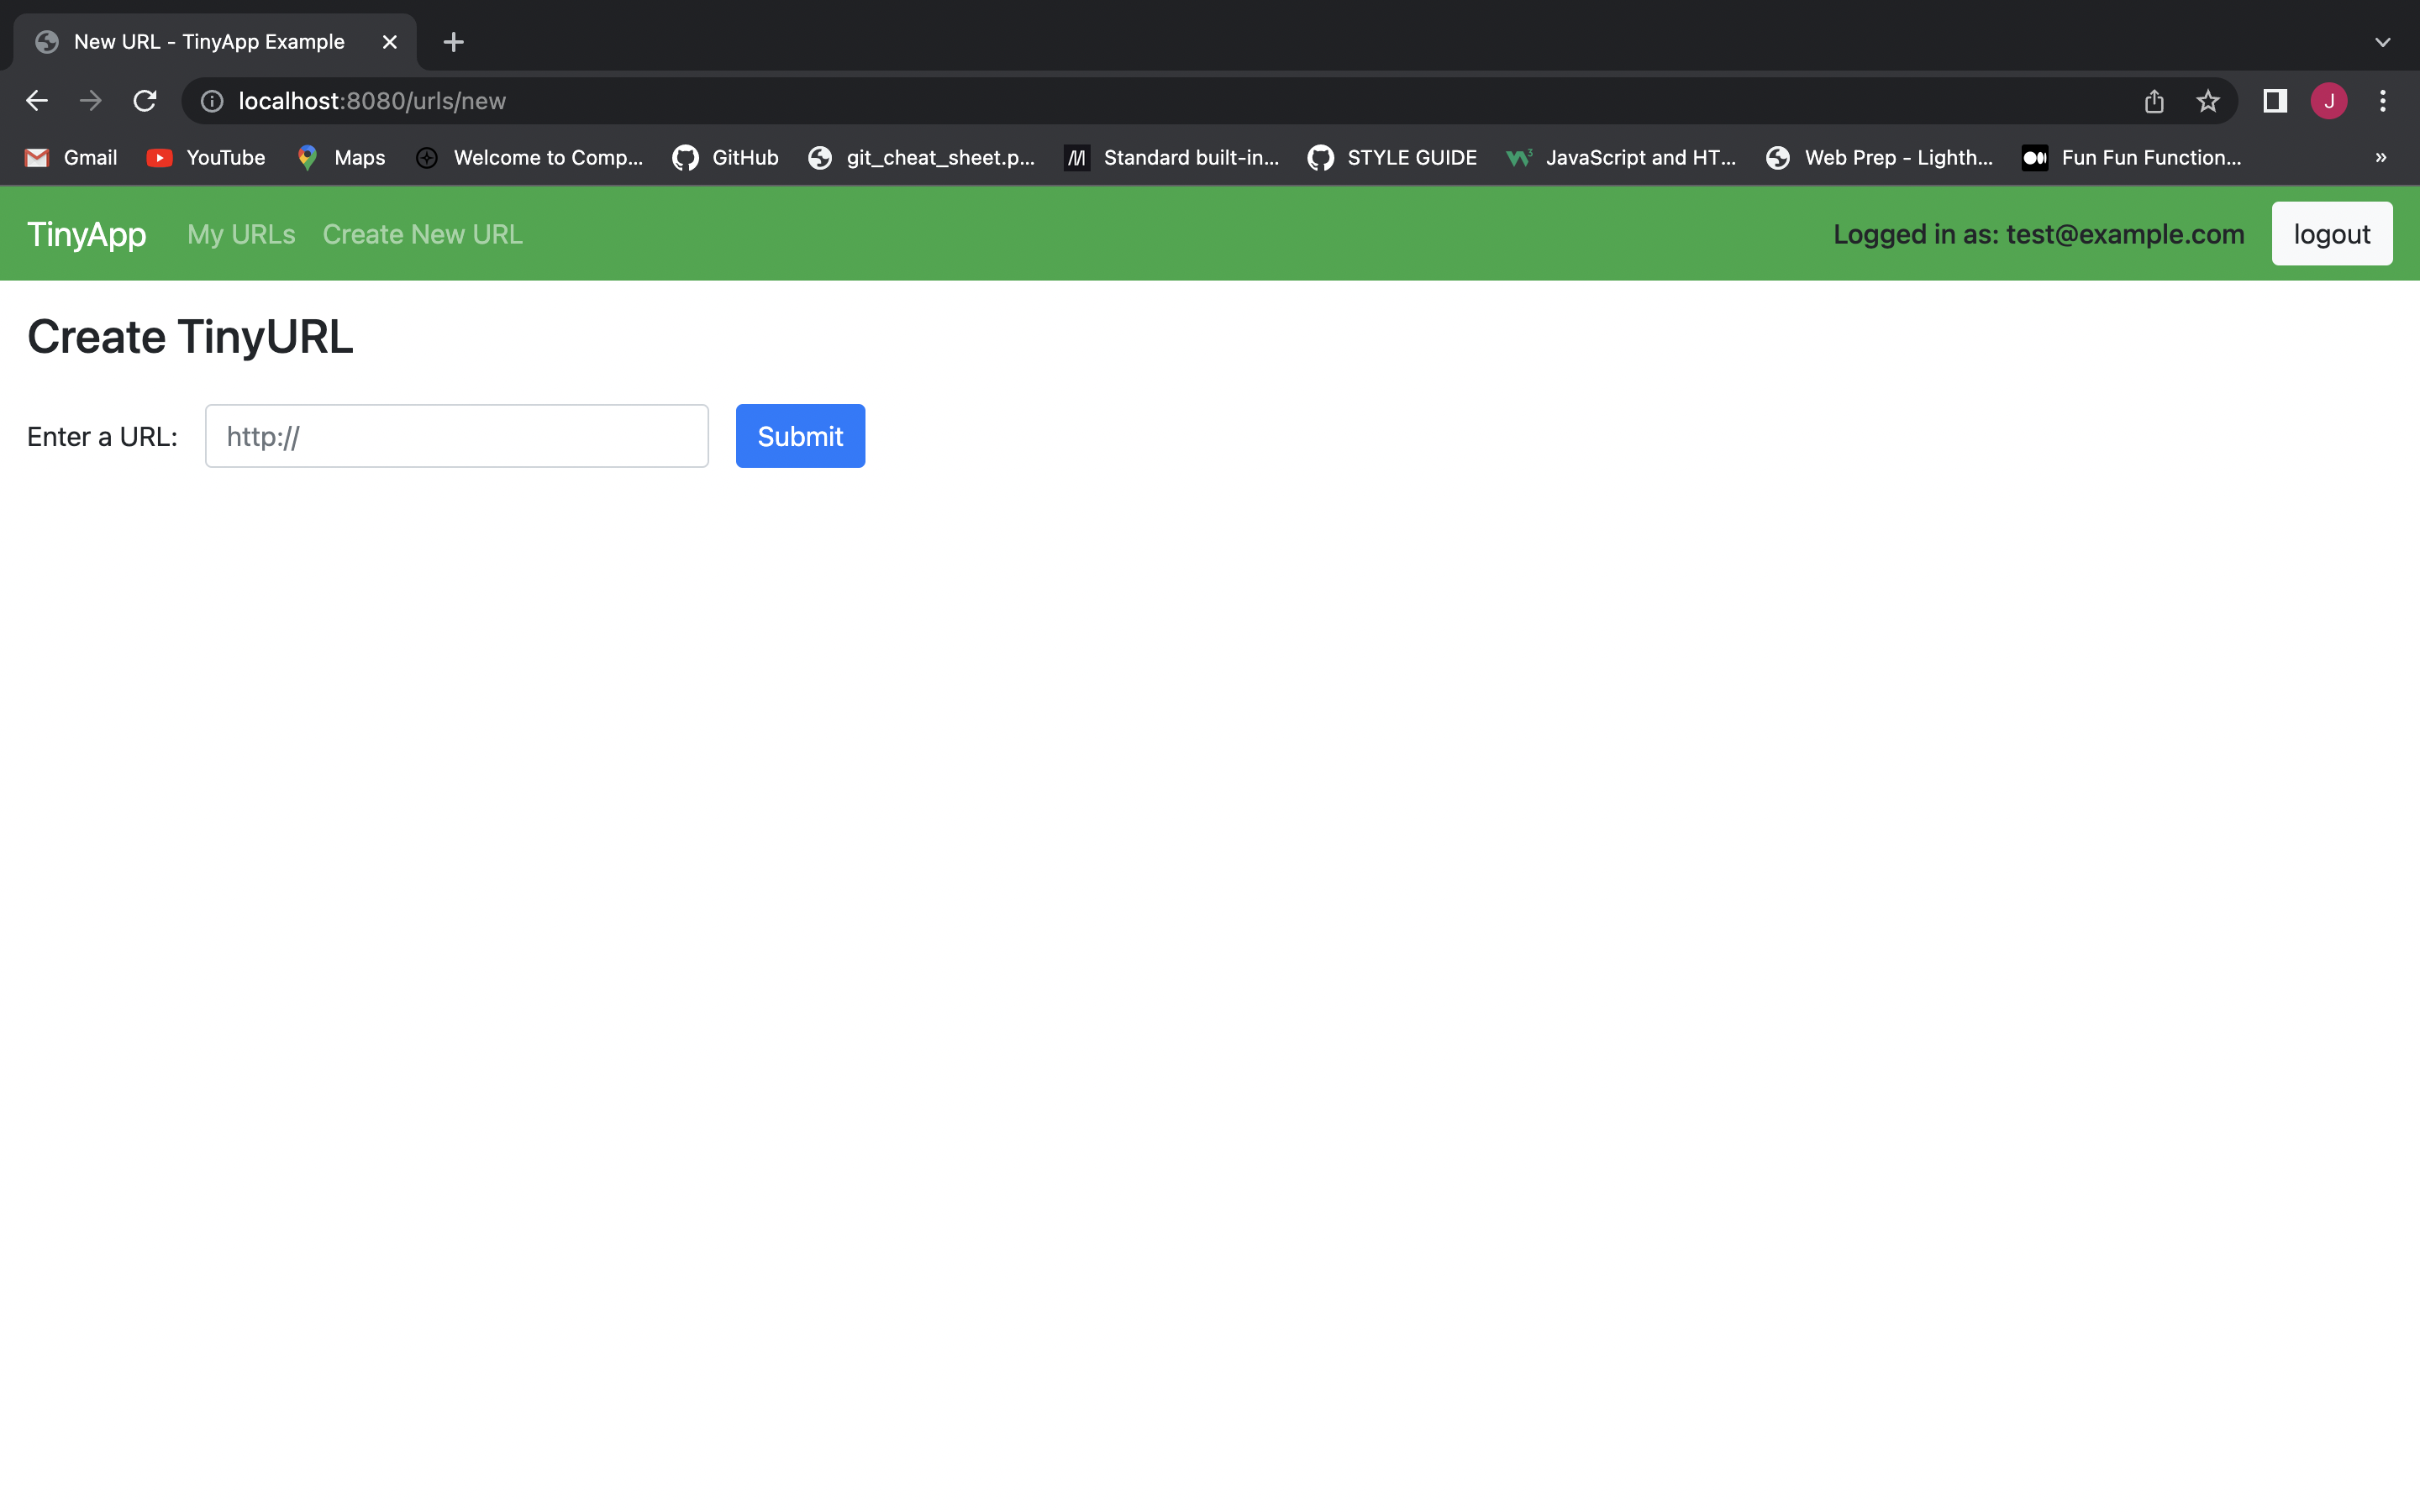 New URL - TinyApp Example
localhost:8080/urls/new
J
Gmail YouTube Maps Welcome to Comp... GitHub git_cheat_sheet.p... Standard built-in... STYLE GUIDE JavaScript and HT... Web Prep - Lighth... Fun Fun Function... »
TinyApp My URLs Create New URL Logged in as: test@example.com logout
Create TinyURL
Enter a URL: http:// Submit